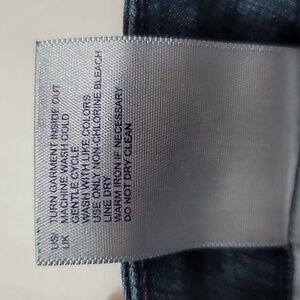 US/ TURN GARMENT INSIDE OUT
UK MACHINE WASH COLD
GENTLE CYCLE
WASH WITH LIKE COLORS
USE ONLY NON-CHLORINE BLEACH
LINE DRY
WARM IRON IF NECESSARY
DO NOT DRY CLEAN